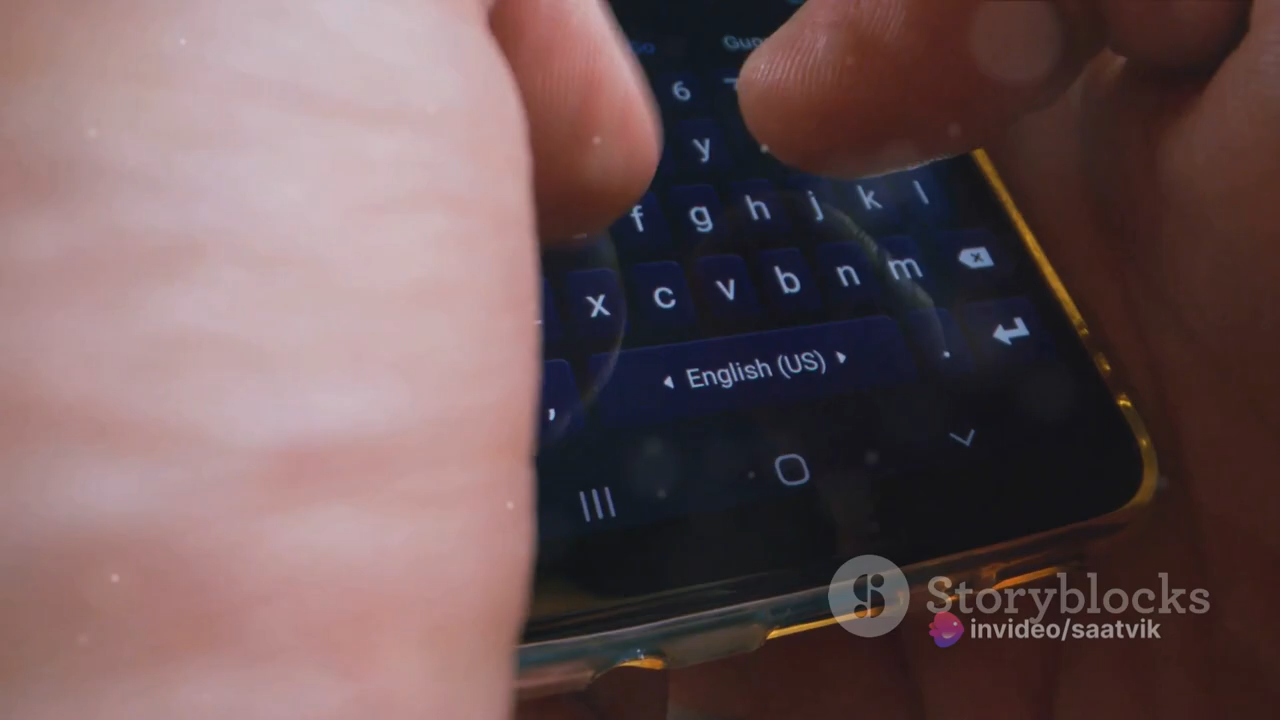 6
y
f g h j k l
x c v b n m
, English (US) .
Storyblocks
invideo/saatvik